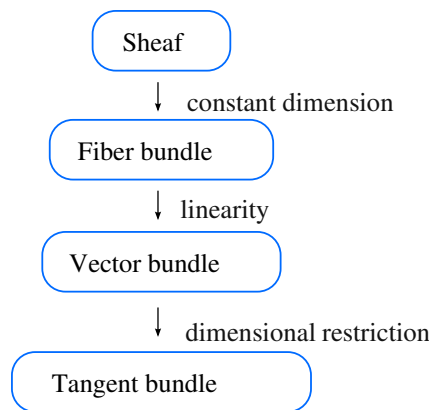 Sheaf
constant dimension
Fiber bundle
linearity
Vector bundle
dimensional restriction
Tangent bundle